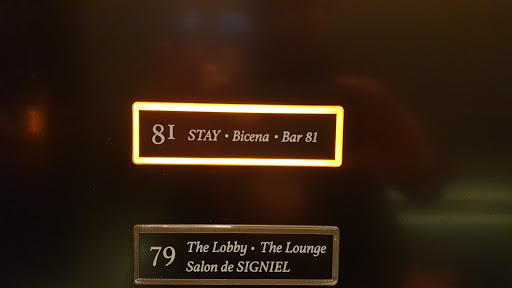 81 STAY • Bicena • Bar 81
79 The Lobby • The Lounge
Salon de SIGNIEL